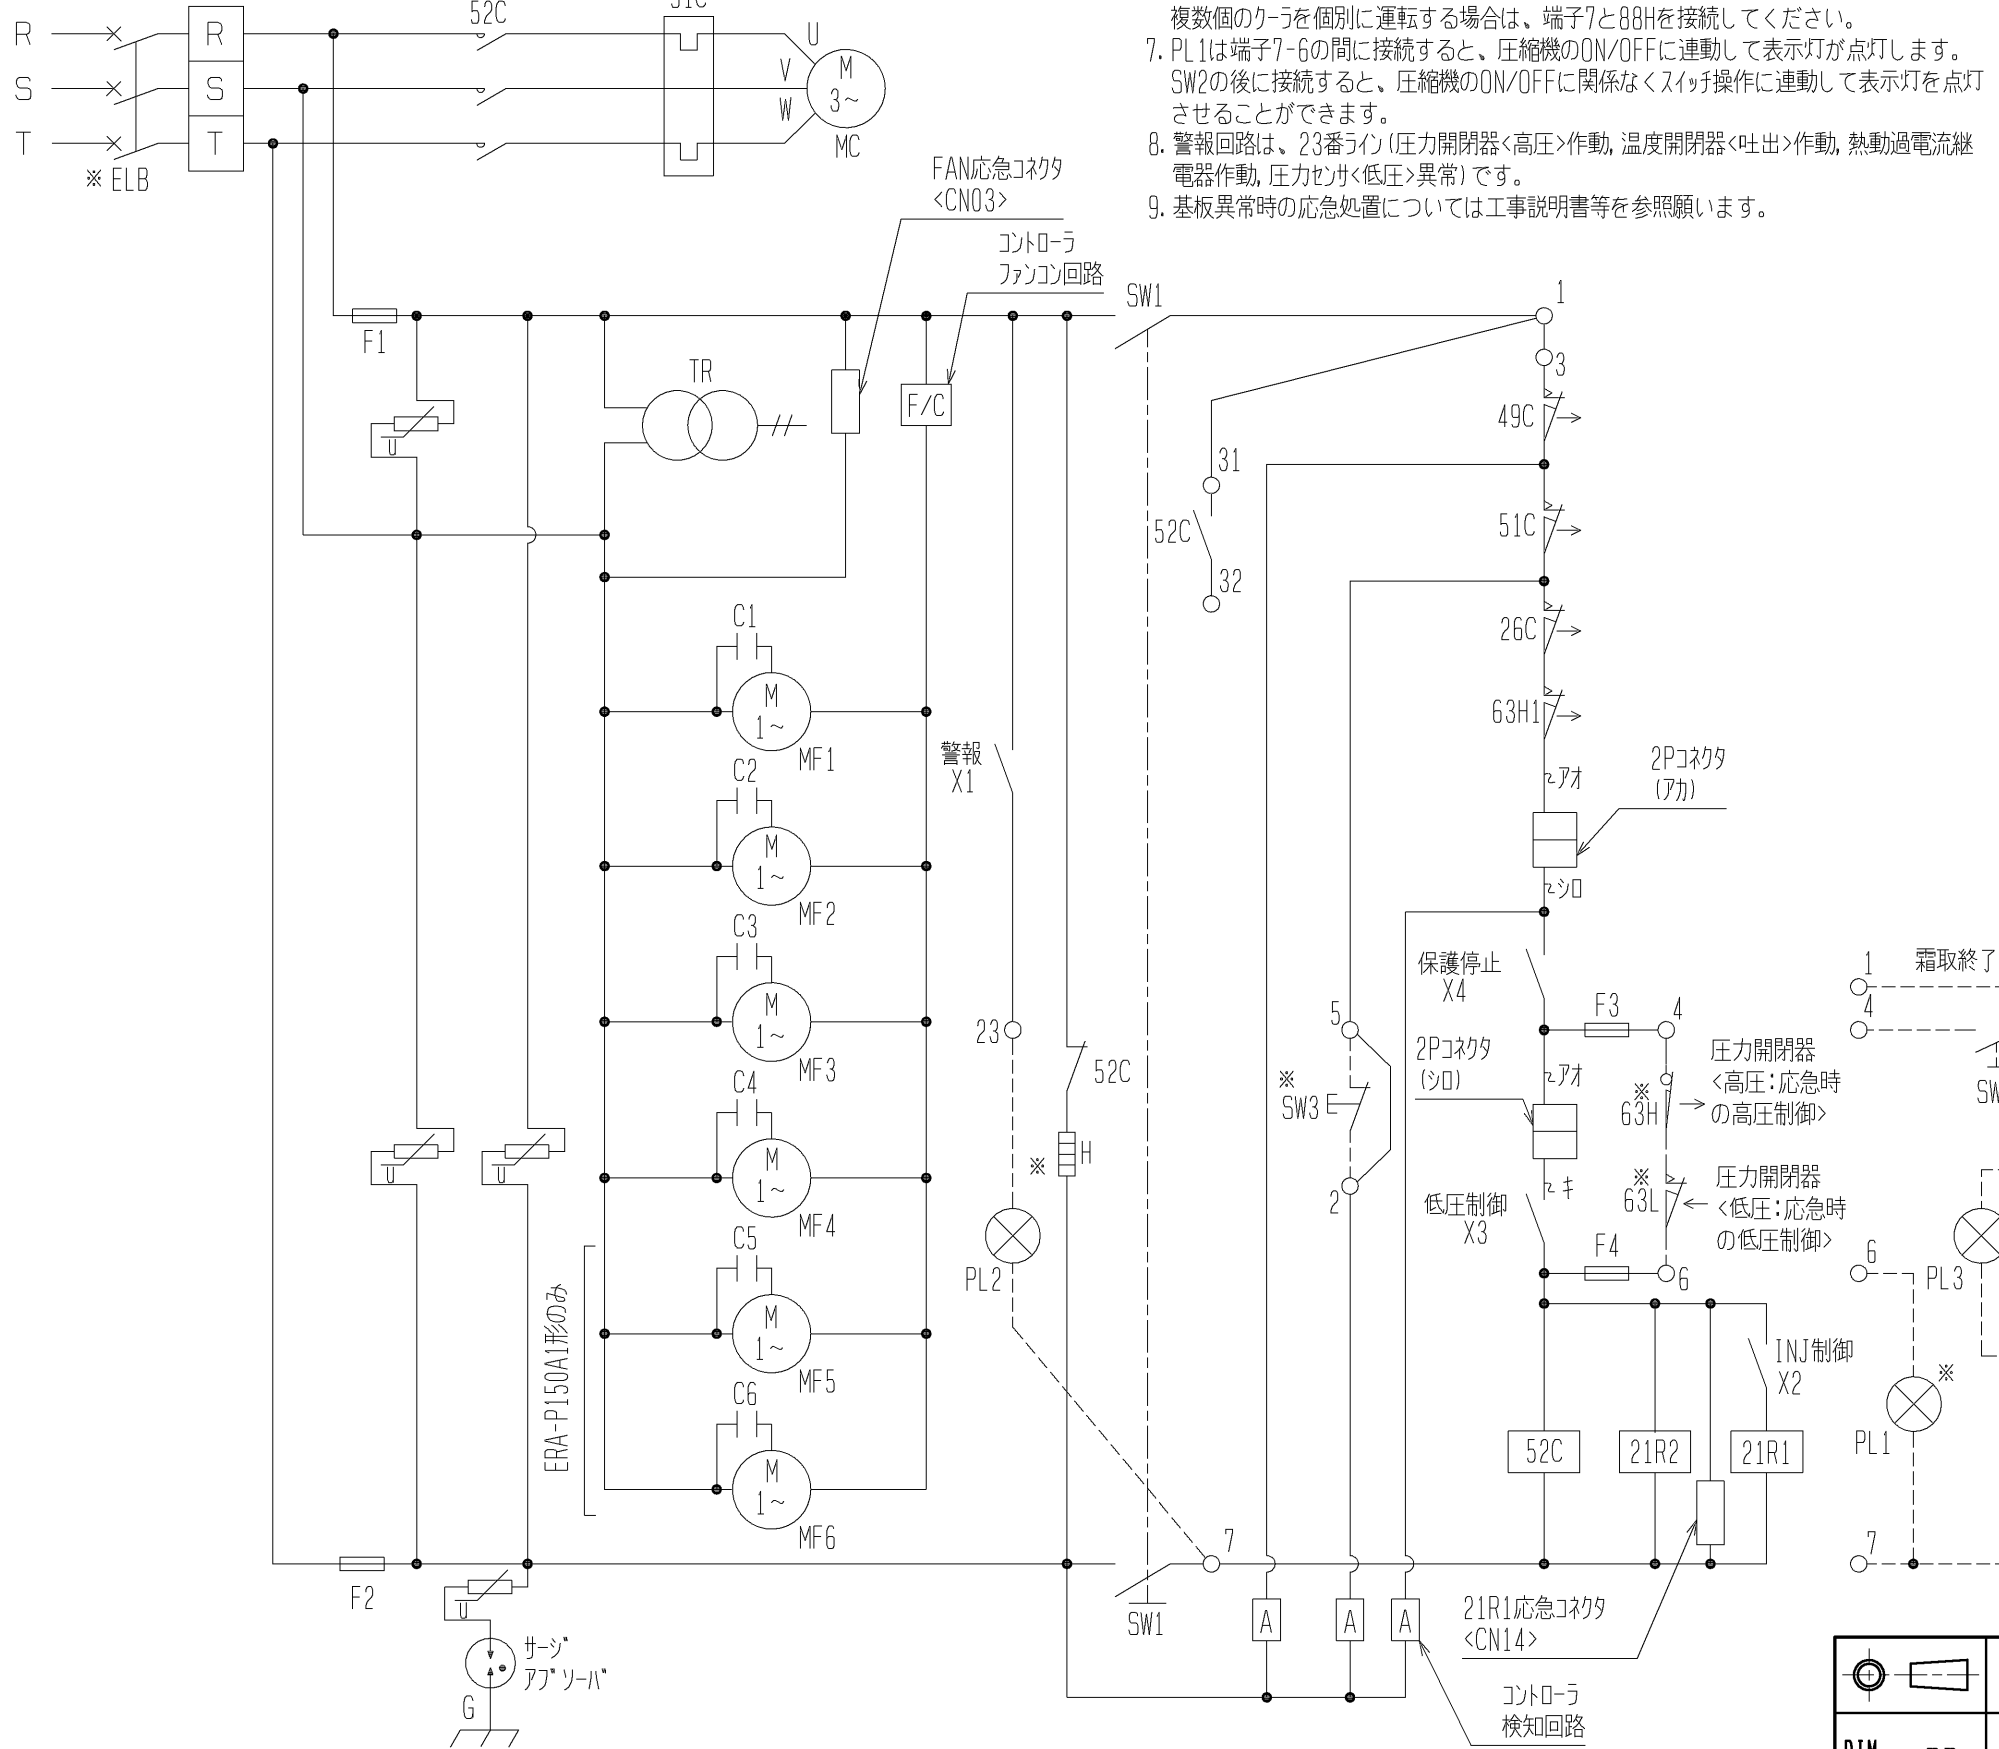 複数個のクーラを個別に運転する場合は、端子7と88Hを接続してください。
7. PL1は端子7-6の間に接続すると、圧縮機のON/OFFに連動して表示灯が点灯します。
SW2の後に接続すると、圧縮機のON/OFFに関係なくスイッチ操作に連動して表示灯を点灯
させることができます。
8. 警報回路は、23番ライン(圧力開閉器<高圧>作動, 温度開閉器<吐出>作動, 熱動過電流継
電器作動, 圧力センサ<低圧>異常)です。
9. 基板異常時の応急処置については工事説明書等を参照願います。
R
R
52C
U
S
S
V
M
3~
W
T
T
MC
※ ELB
FAN応急コネクタ
<CN03>
コントローラ
ファンコン回路
F1
TR
F/C
SW1
1
3
49C
31
52C
32
51C
26C
63H1
アオ
2Pコネクタ
(アカ)
シロ
U
C1
M
1~
MF1
C2
M
1~
MF2
C3
M
1~
MF3
C4
M
1~
MF4
C5
M
1~
MF5
C6
M
1~
MF6
ERA-P150A1形のみ
警報
X1
23
PL2
52C
※
H
U
U
保護停止
X4
F3
4
5
※
SW3
2
2Pコネクタ
(シロ)
アオ
キ
※
63H
圧力開閉器
<高圧:応急時
の高圧制御>
※
63L
圧力開閉器
<低圧:応急時
の低圧制御>
低圧制御
X3
F4
6
INJ制御
X2
52C
21R2
21R1
1
霜取終了
4
SW
6
PL3
※
PL1
7
F2
7
SW1
A
A
A
21R1応急コネクタ
<CN14>
コントローラ
検知回路
U
サージ
アブソーバ
G
DIM